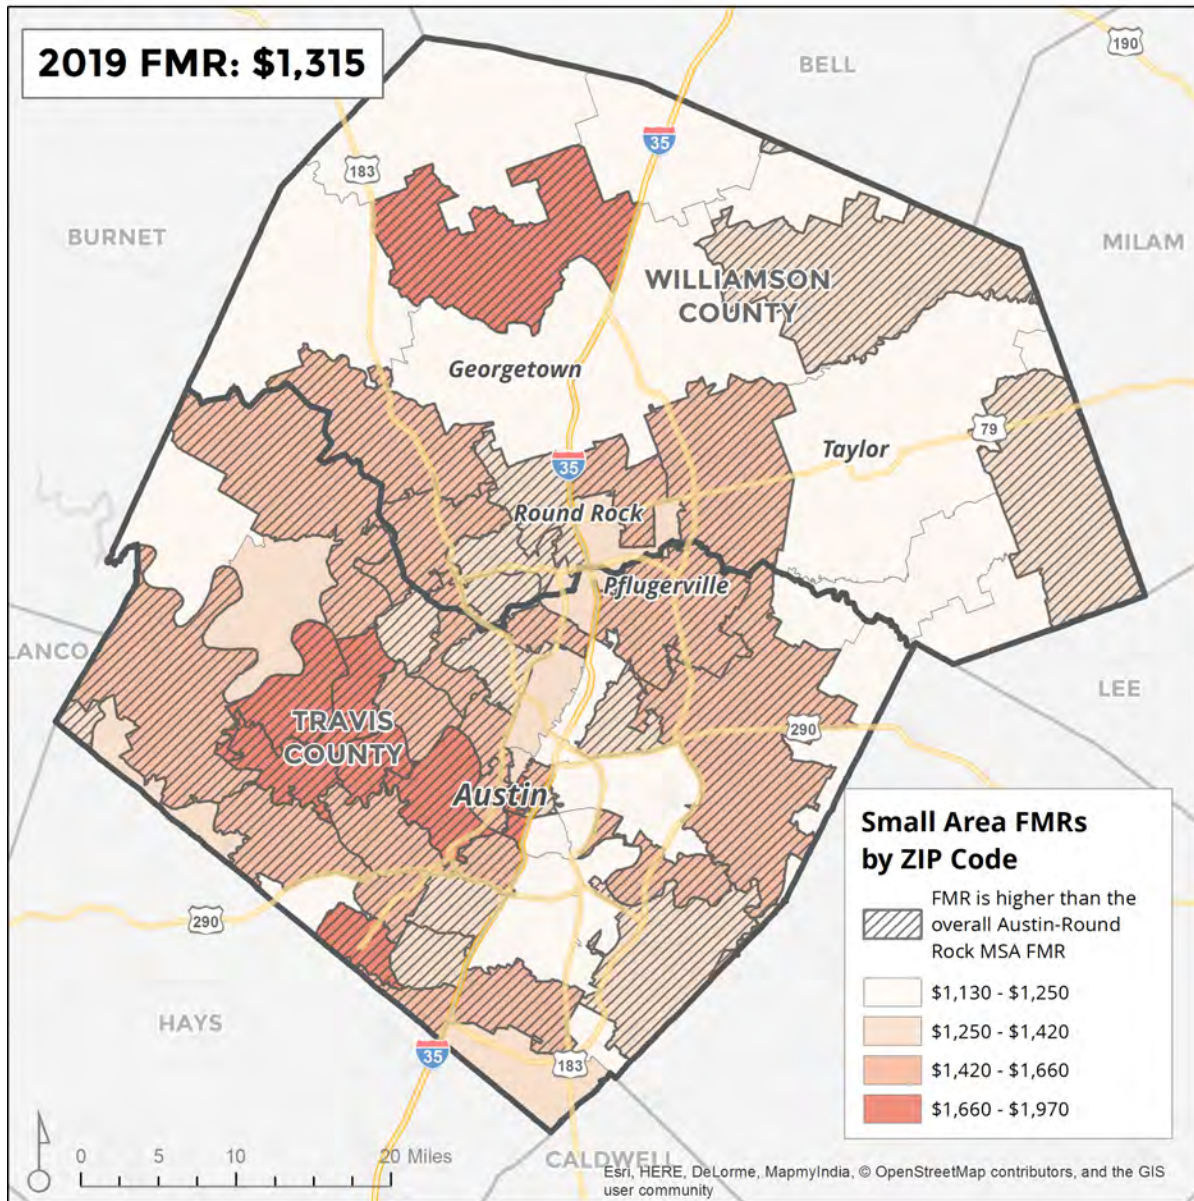 2019 FMR: $1,315
BELL
190
35
183
BURNET
MILAM
WILLIAMSON
COUNTY
Georgetown
79
Taylor
35
Round Rock
Pflugerville
LANCO
LEE
TRAVIS
COUNTY
290
Austin
Small Area FMRs
by ZIP Code
FMR is higher than the
overall Austin-Round
Rock MSA FMR
$1,130 - $1,250
$1,250 - $1,420
$1,420 - $1,660
$1,660 - $1,970
290
HAYS
35
183
0 5 10 20 Miles
CALDWELL
Esri, HERE, DeLorme, MapmyIndia, © OpenStreetMap contributors, and the GIS
user community